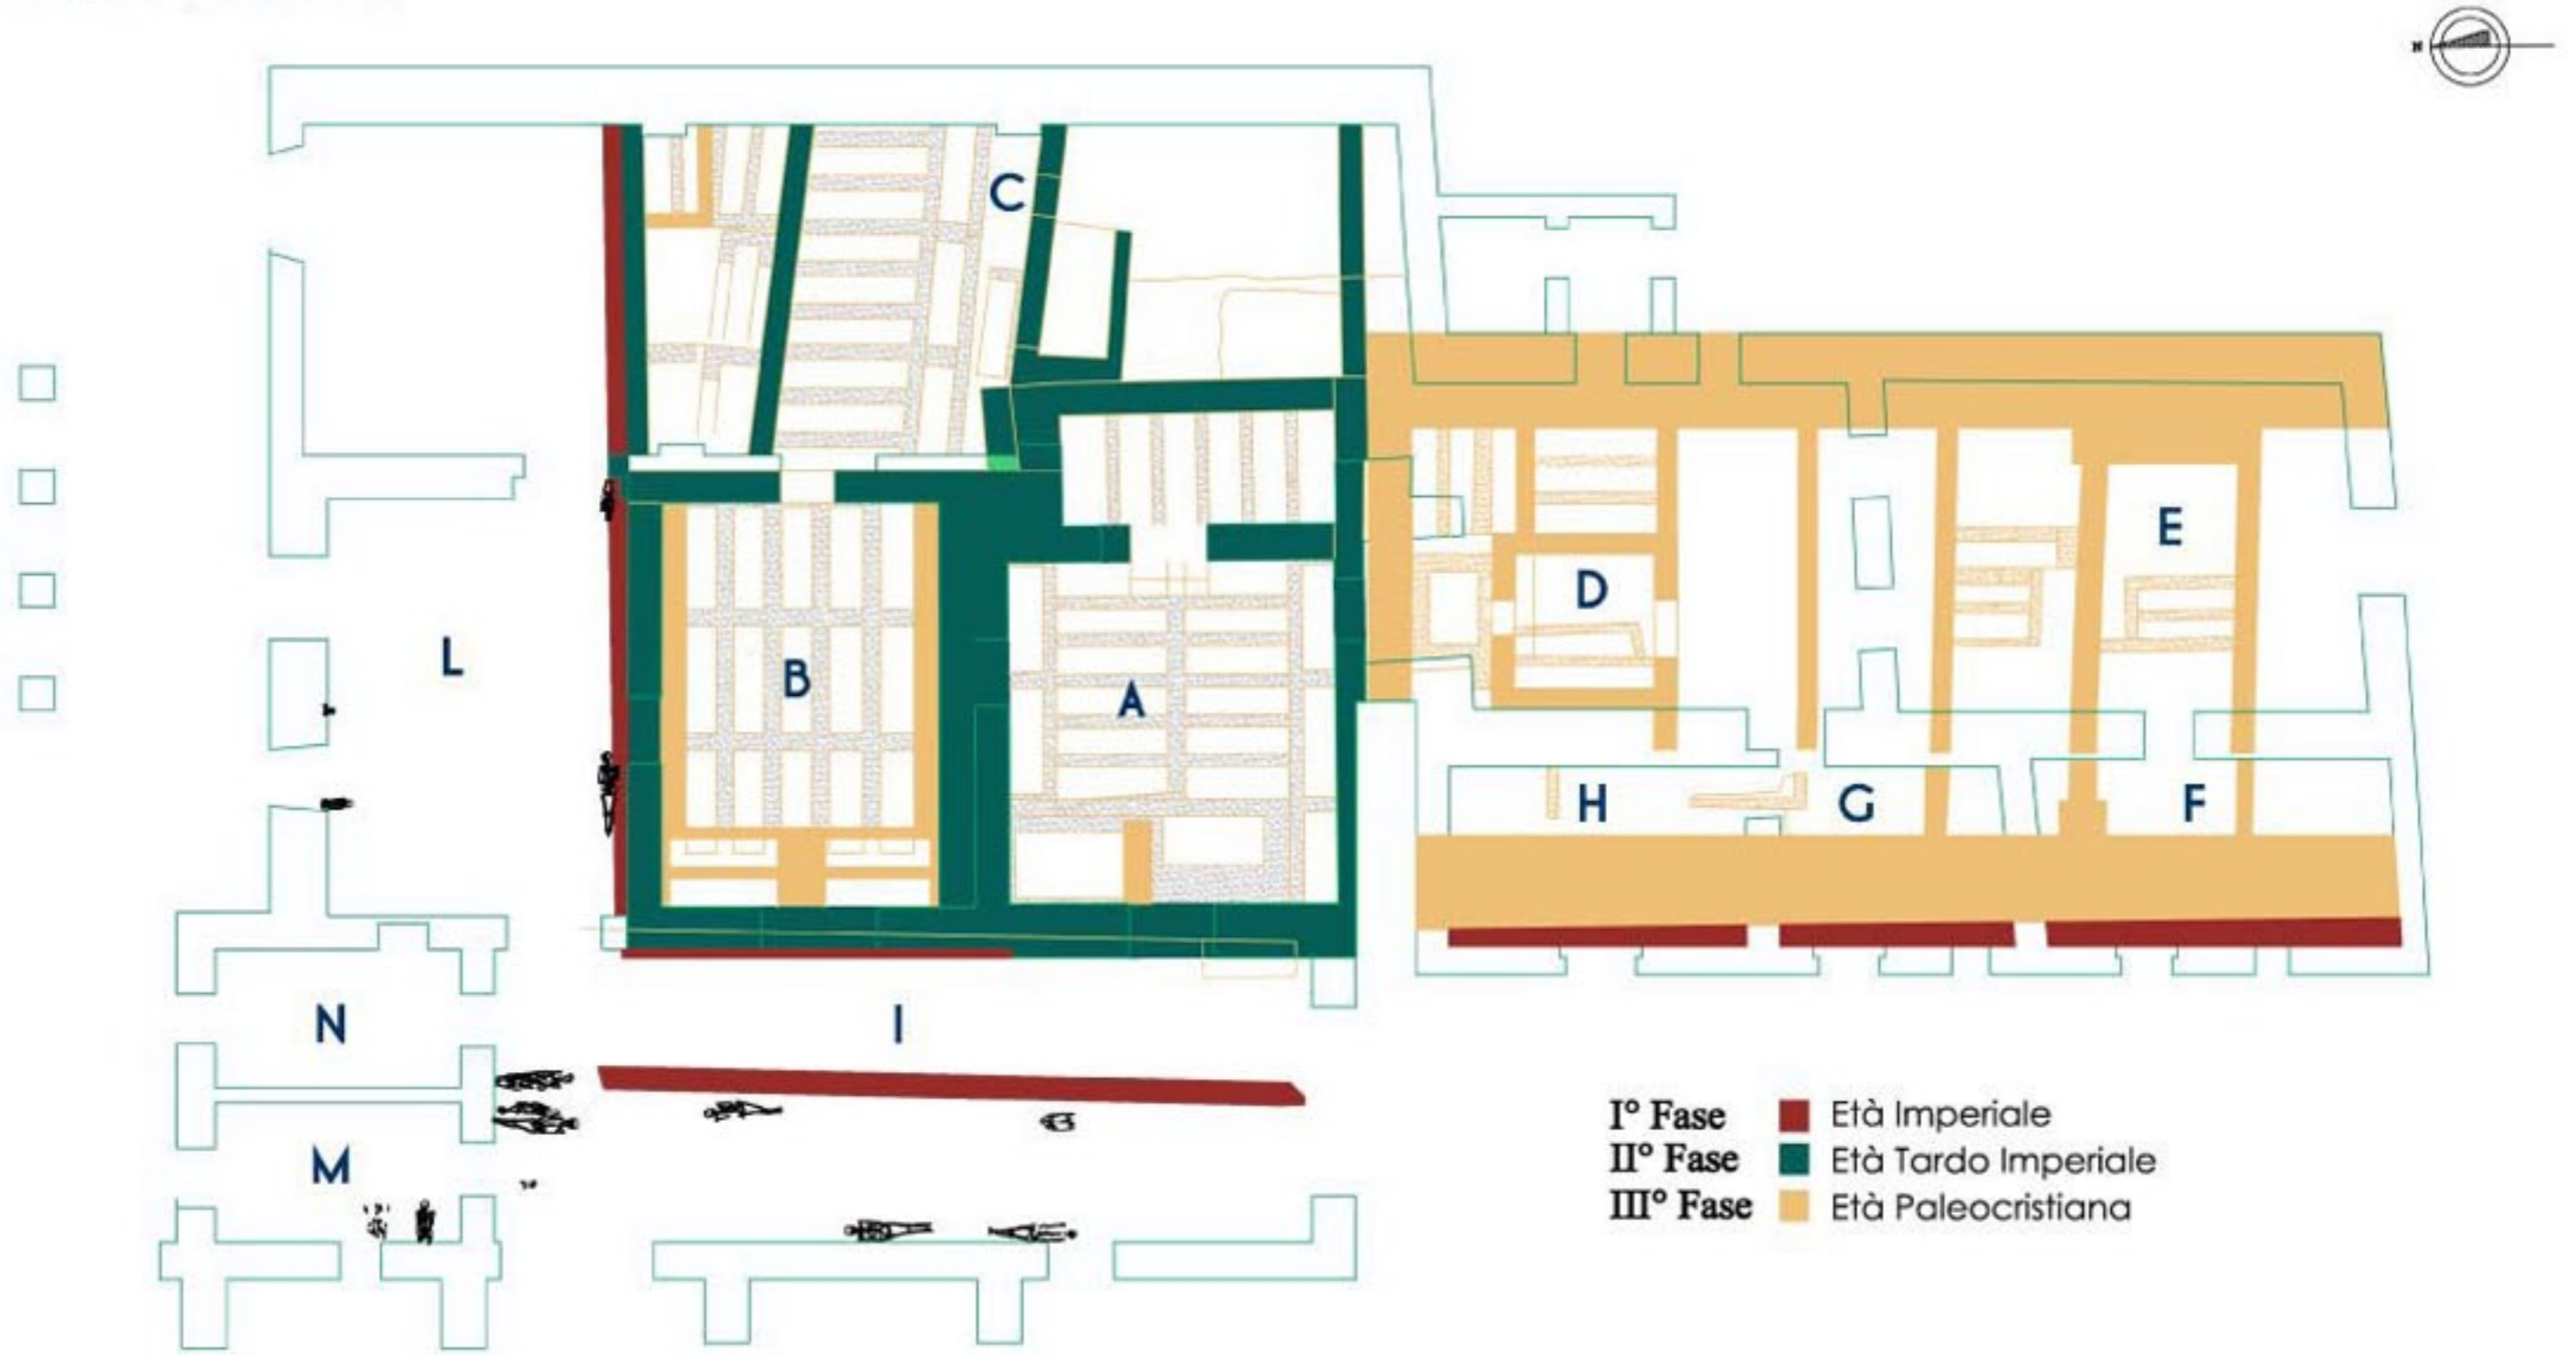 N
C
E
D
L
B
A
H
G
F
N
I
M
I° Fase Età Imperiale
II° Fase Età Tardo Imperiale
III° Fase Età Paleocristiana